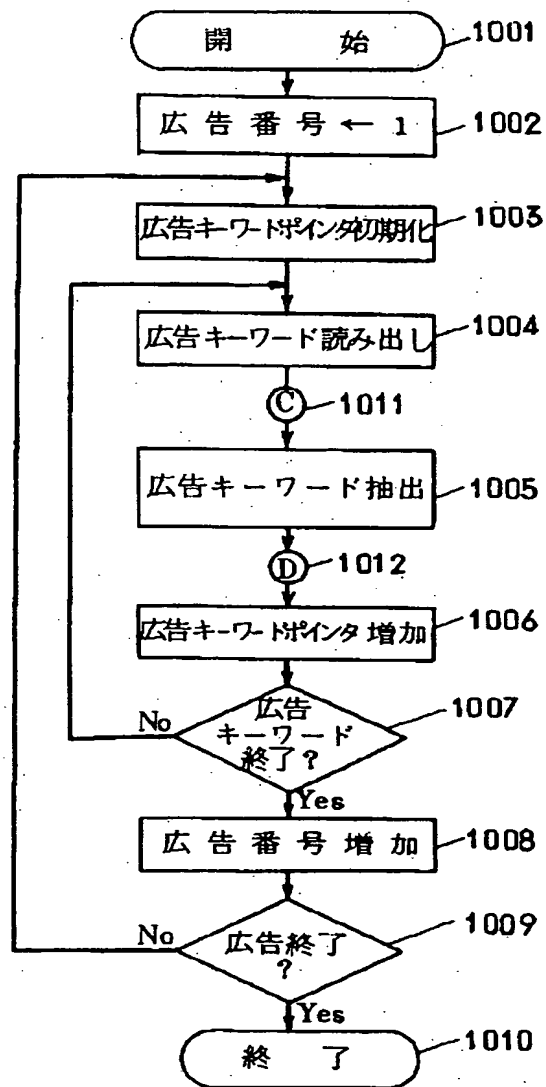 開始 1001
広告番号 ← 1 1002
広告キーワードポインタ初期化 1003
広告キーワード読み出し 1004
C 1011
広告キーワード抽出 1005
D 1012
広告キーワードポインタ増加 1006
広告
キーワード
終了? 1007
No
Yes
広告番号増加 1008
広告終了
? 1009
No
Yes
終了 1010